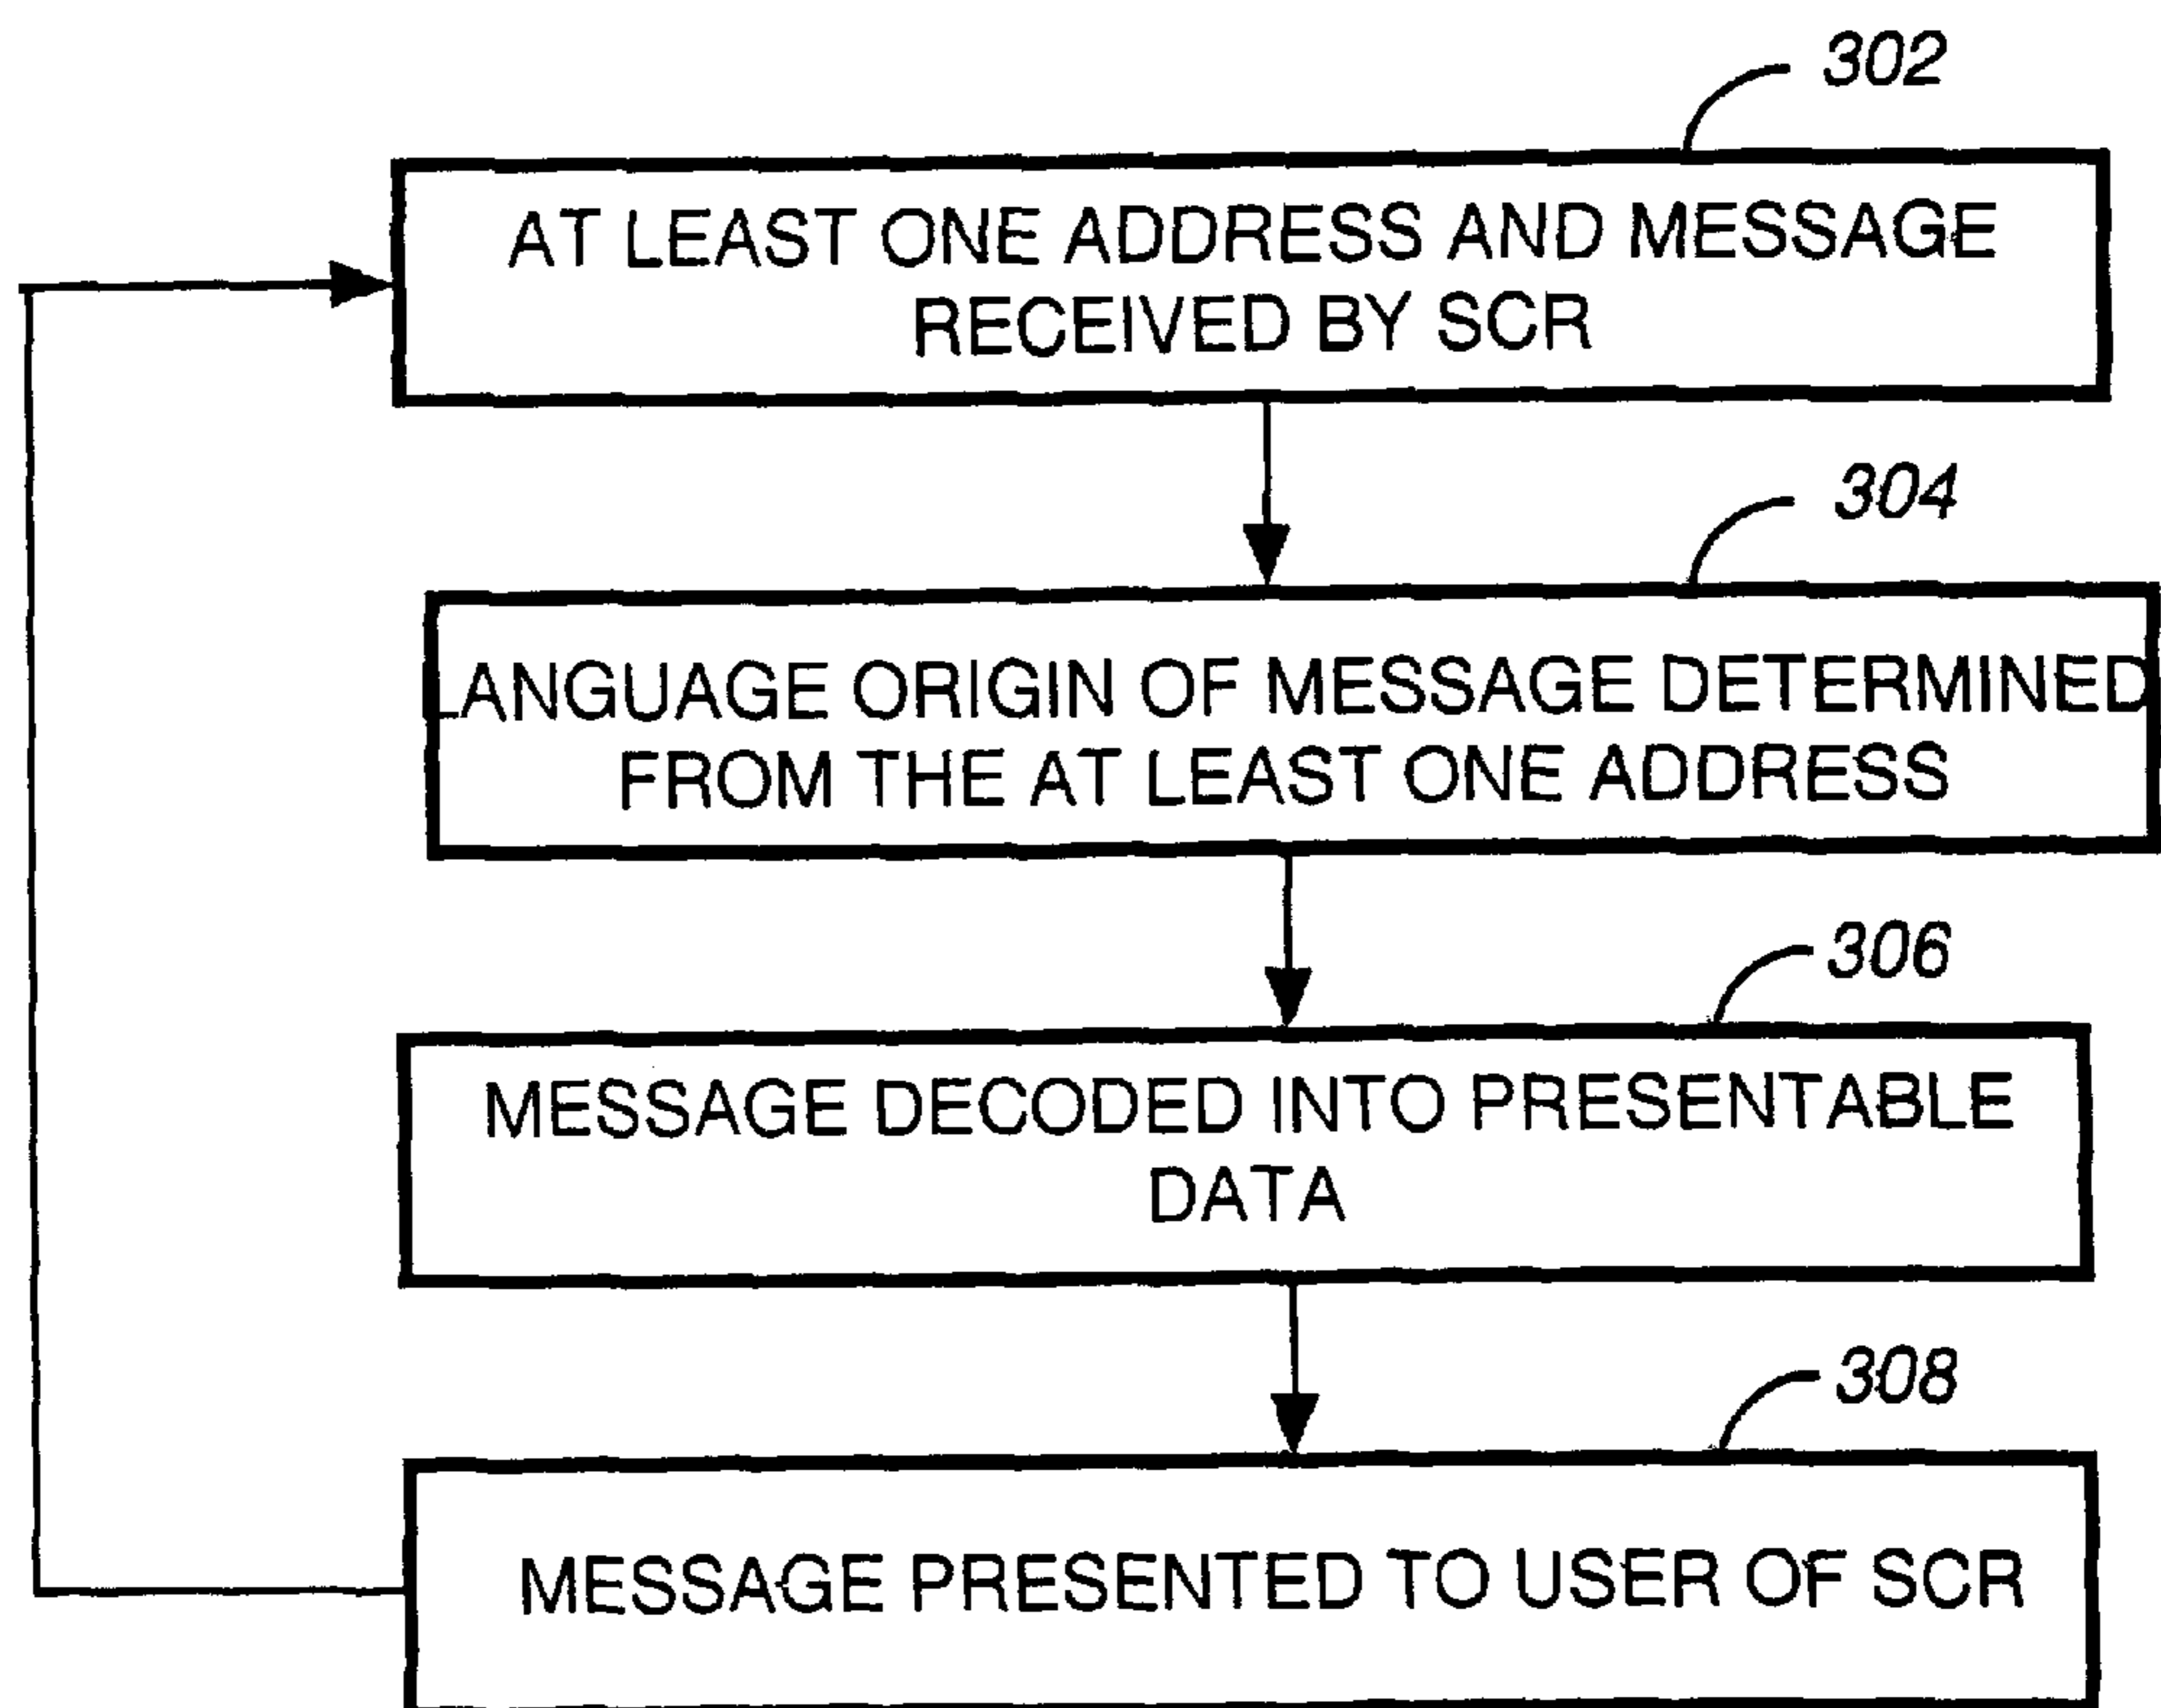 302
AT LEAST ONE ADDRESS AND MESSAGE
RECEIVED BY SCR
304
LANGUAGE ORIGIN OF MESSAGE DETERMINED
FROM THE AT LEAST ONE ADDRESS
306
MESSAGE DECODED INTO PRESENTABLE
DATA
308
MESSAGE PRESENTED TO USER OF SCR